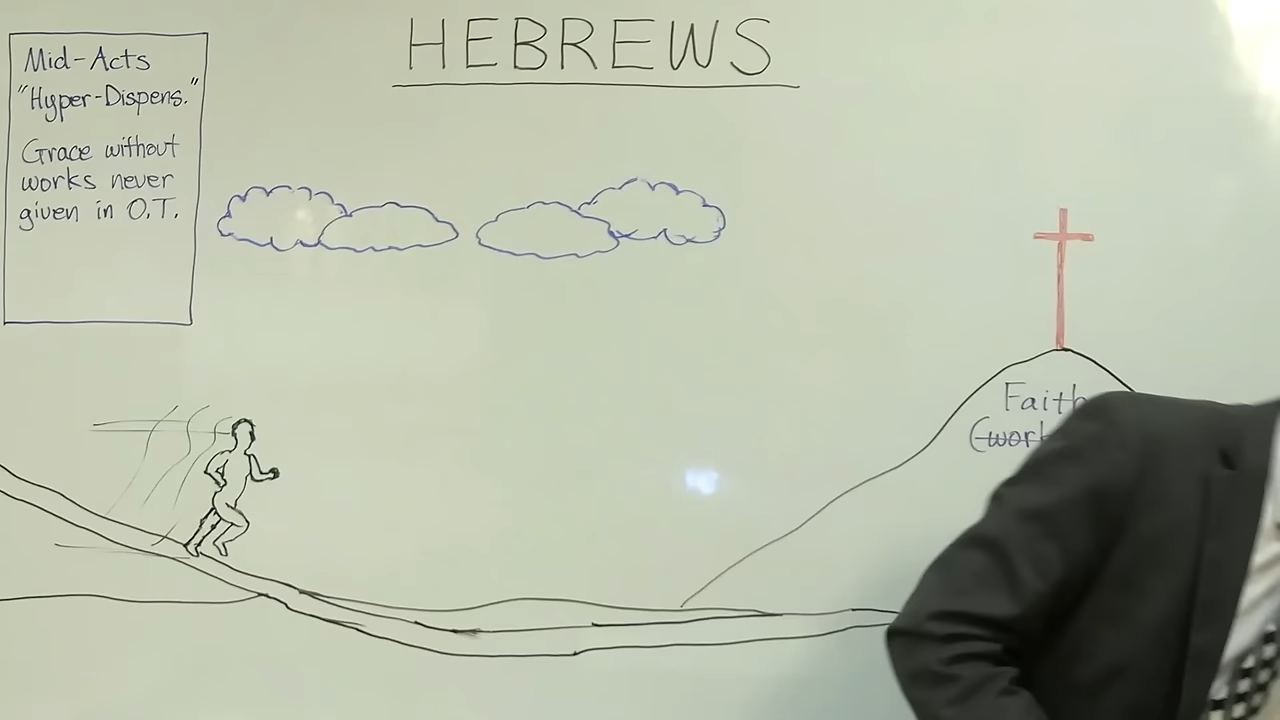 HEBREWS
Mid-Acts
"Hyper-Dispens."
Grace without
works never
given in O.T.
Faith